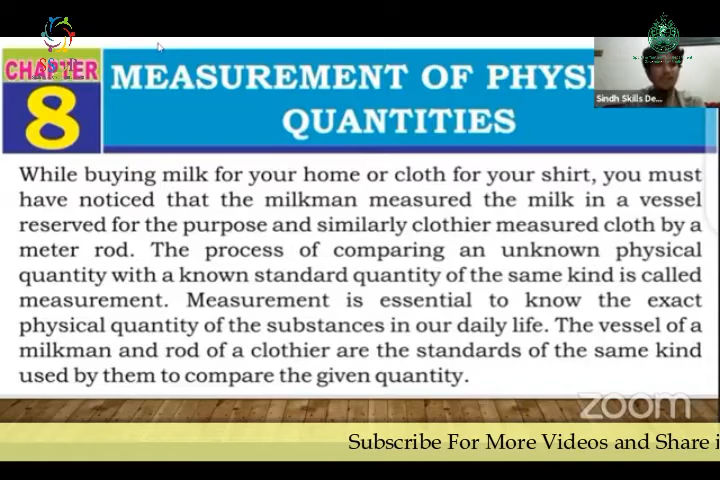 CHAPTER
8
MEASUREMENT OF PHYSI
QUANTITIES
Sindh Skills De...
While buying milk for your home or cloth for your shirt, you must
have noticed that the milkman measured the milk in a vessel
reserved for the purpose and similarly clothier measured cloth by a
meter rod. The process of comparing an unknown physical
quantity with a known standard quantity of the same kind is called
measurement. Measurement is essential to know the exact
physical quantity of the substances in our daily life. The vessel of a
milkman and rod of a clothier are the standards of the same kind
used by them to compare the given quantity.
zoom
Subscribe For More Videos and Share i